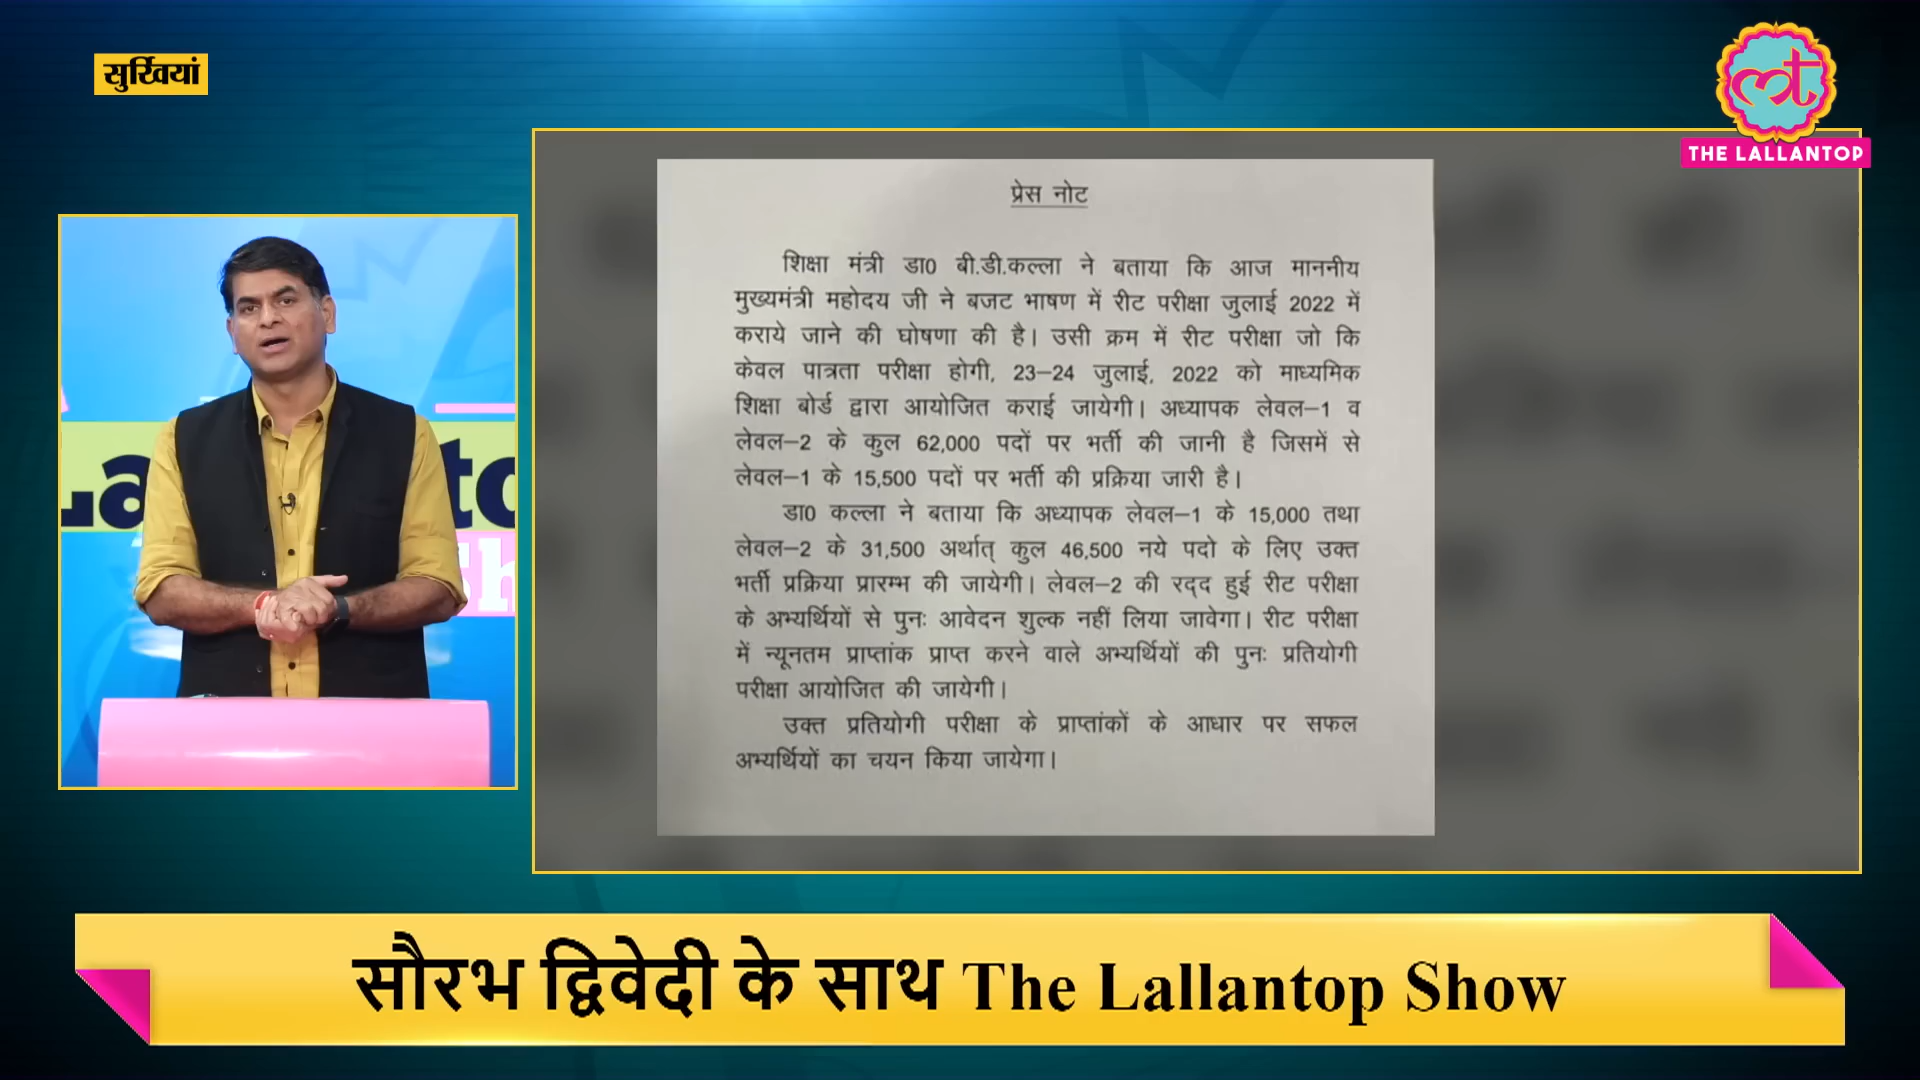 सुर्खियां
THE LALLANTOP
प्रेस नोट
शिक्षा मंत्री डा0 बी.डी.कल्ला ने बताया कि आज माननीय
मुख्यमंत्री महोदय जी ने बजट भाषण में रीट परीक्षा जुलाई 2022 में
कराये जाने की घोषणा की है। उसी क्रम में रीट परीक्षा जो कि
केवल पात्रता परीक्षा होगी, 23–24 जुलाई, 2022 को माध्यमिक
शिक्षा बोर्ड द्वारा आयोजित कराई जायेगी। अध्यापक लेवल–1 व
लेवल–2 के कुल 62,000 पदों पर भर्ती की जानी है जिसमें से
लेवल–1 के 15,500 पदों पर भर्ती की प्रक्रिया जारी है।
डा0 कल्ला ने बताया कि अध्यापक लेवल–1 के 15,000 तथा
लेवल–2 के 31,500 अर्थात् कुल 46,500 नये पदो के लिए उक्त
भर्ती प्रक्रिया प्रारम्भ की जायेगी। लेवल–2 की रद्द हुई रीट परीक्षा
के अभ्यर्थियों से पुनः आवेदन शुल्क नहीं लिया जावेगा। रीट परीक्षा
में न्यूनतम प्राप्तांक प्राप्त करने वाले अभ्यर्थियों की पुनः प्रतियोगी
परीक्षा आयोजित की जायेगी।
उक्त प्रतियोगी परीक्षा के प्राप्तांकों के आधार पर सफल
अभ्यर्थियों का चयन किया जायेगा।
सौरभ द्विवेदी के साथ The Lallantop Show